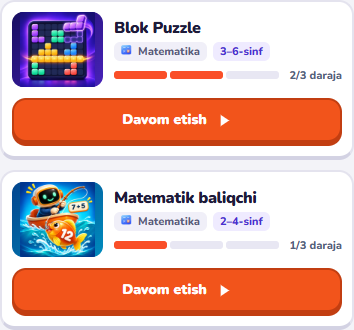 Blok Puzzle
Matematika 3–6-sinf
2/3 daraja
Davom etish
Matematik baliqchi
7+5
12
Matematika 2–4-sinf
1/3 daraja
Davom etish